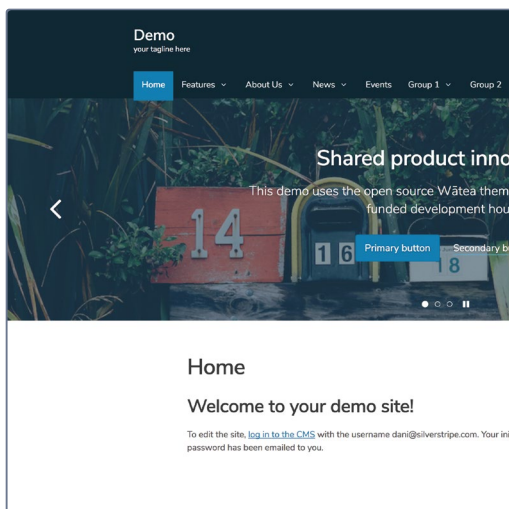 Demo
your tagline here
Home Features About Us News Events Group 1 Group 2
Shared product inno
This demo uses the open source Wātea them
funded development hou
14
16
18
Primary button Secondary b
Home
Welcome to your demo site!
To edit the site, log in to the CMS with the username dani@silverstripe.com. Your ini
password has been emailed to you.